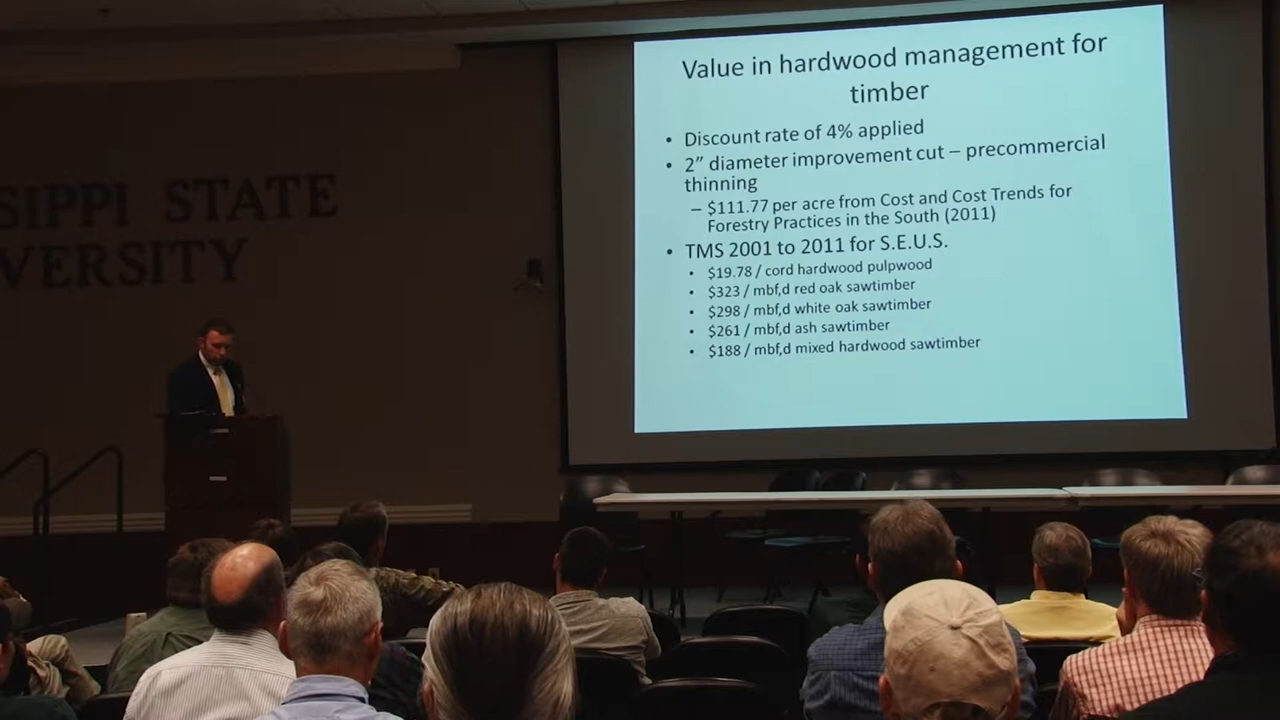 SIPPI STATE
VERSITY
Value in hardwood management for
timber
• Discount rate of 4% applied
• 2” diameter improvement cut – precommercial
thinning
– $111.77 per acre from Cost and Cost Trends for
Forestry Practices in the South (2011)
• TMS 2001 to 2011 for S.E.U.S.
• $19.78 / cord hardwood pulpwood
• $323 / mbf,d red oak sawtimber
• $298 / mbf,d white oak sawtimber
• $261 / mbf,d ash sawtimber
• $188 / mbf,d mixed hardwood sawtimber